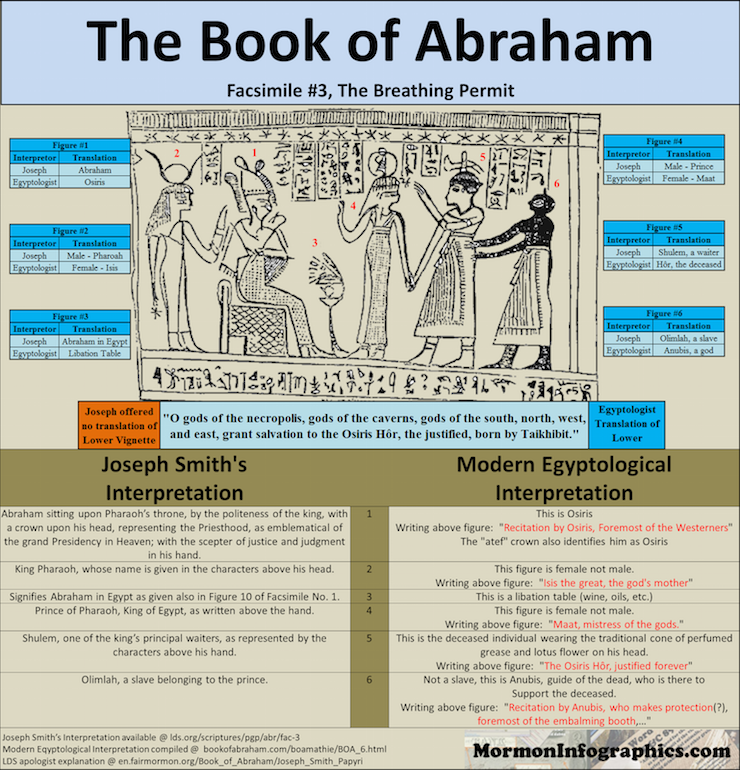 The Book of Abraham
Facsimile #3, The Breathing Permit
Figure #1
Interpretor Translation
Joseph Abraham
Egyptologist Osiris
Figure #2
Interpretor Translation
Joseph Male - Pharoah
Egyptologist Female - Isis
Figure #3
Interpretor Translation
Joseph Abraham in Egypt
Egyptologist Libation Table
2
1
3
4
5
6
Figure #4
Interpretor Translation
Joseph Male - Prince
Egyptologist Female - Maat
Figure #5
Interpretor Translation
Joseph Shulem, a waiter
Egyptologist Hôr, the deceased
Figure #6
Interpretor Translation
Joseph Olimlah, a slave
Egyptologist Anubis, a god
Joseph offered
no translation of
Lower Vignette
"O gods of the necropolis, gods of the caverns, gods of the south, north, west,
and east, grant salvation to the Osiris Hôr, the justified, born by Taikhibit."
Egyptologist
Translation of
Lower
Joseph Smith's
Interpretation
Modern Egyptological
Interpretation
Abraham sitting upon Pharaoh's throne, by the politeness of the king, with
a crown upon his head, representing the Priesthood, as emblematical of
the grand Presidency in Heaven; with the scepter of justice and judgment
in his hand.
1
This is Osiris
Writing above figure: "Recitation by Osiris, Foremost of the Westerners"
The "atef" crown also identifies him as Osiris
King Pharaoh, whose name is given in the characters above his head.
2
This figure is female not male.
Writing above figure: "Isis the great, the god's mother"
Signifies Abraham in Egypt as given also in Figure 10 of Facsimile No. 1.
3
This is a libation table (wine, oils, etc.)
Prince of Pharaoh, King of Egypt, as written above the hand.
4
This figure is female not male.
Writing above figure: "Maat, mistress of the gods."
Shulem, one of the king's principal waiters, as represented by the
characters above his hand.
5
This is the deceased individual wearing the traditional cone of perfumed
grease and lotus flower on his head.
Writing above figure: "The Osiris Hôr, justified forever"
Olimlah, a slave belonging to the prince.
6
Not a slave, this is Anubis, guide of the dead, who is there to
Support the deceased.
Writing above figure: "Recitation by Anubis, who makes protection(?),
foremost of the embalming booth,..."
Joseph Smith's Interpretation available @ lds.org/scriptures/pgp/abr/fac-3
Modern Eqyptological Interpretation compiled @ bookofabraham.com/boamathie/BOA_6.html
LDS apologist explanation @ en.fairmormon.org/Book_of_Abraham/Joseph_Smith_Papyri
MormonInfographics.com